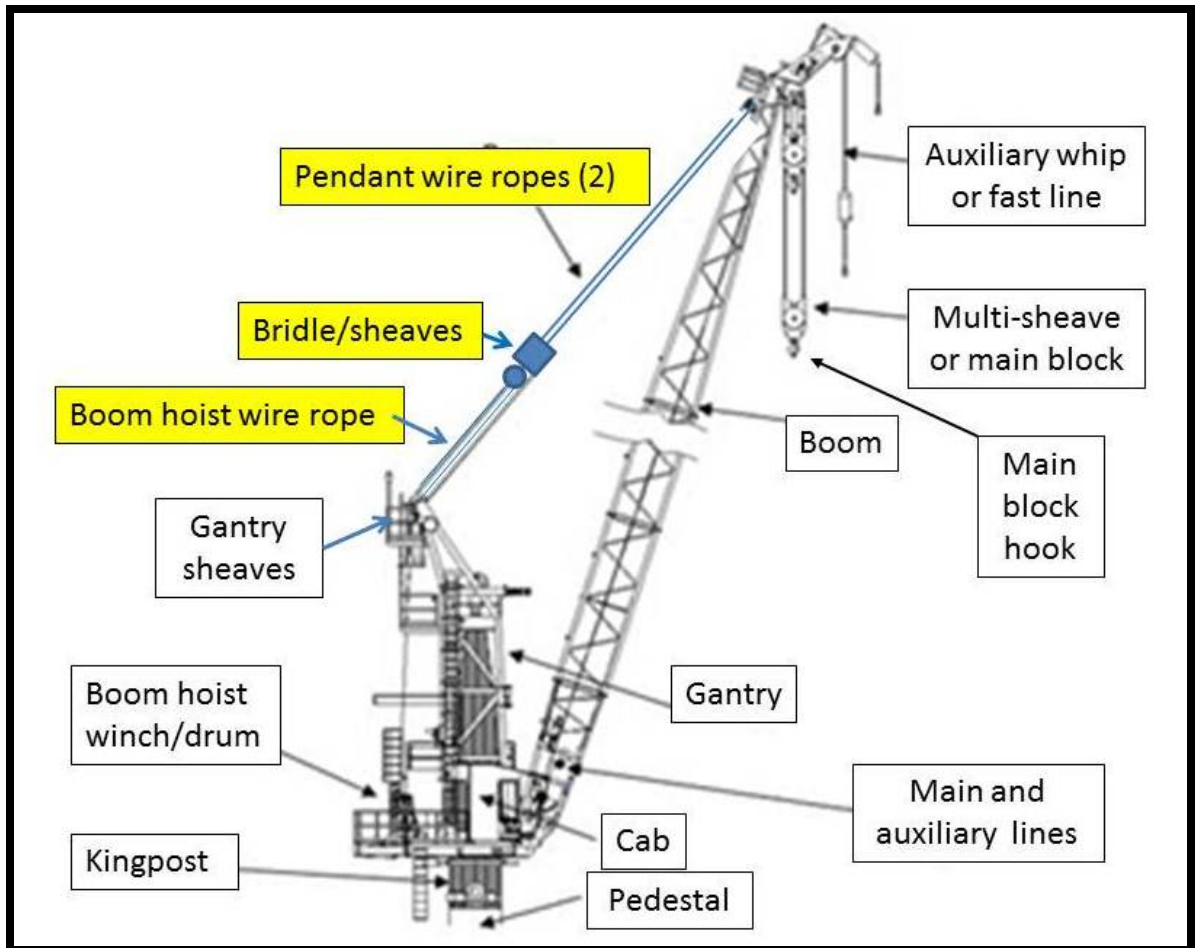 Pendant wire ropes (2)
Auxiliary whip
or fast line
Bridle/sheaves
Multi-sheave
or main block
Boom hoist wire rope
Boom
Main
block
hook
Gantry
sheaves
Boom hoist
winch/drum
Gantry
Main and
auxiliary lines
Cab
Kingpost
Pedestal